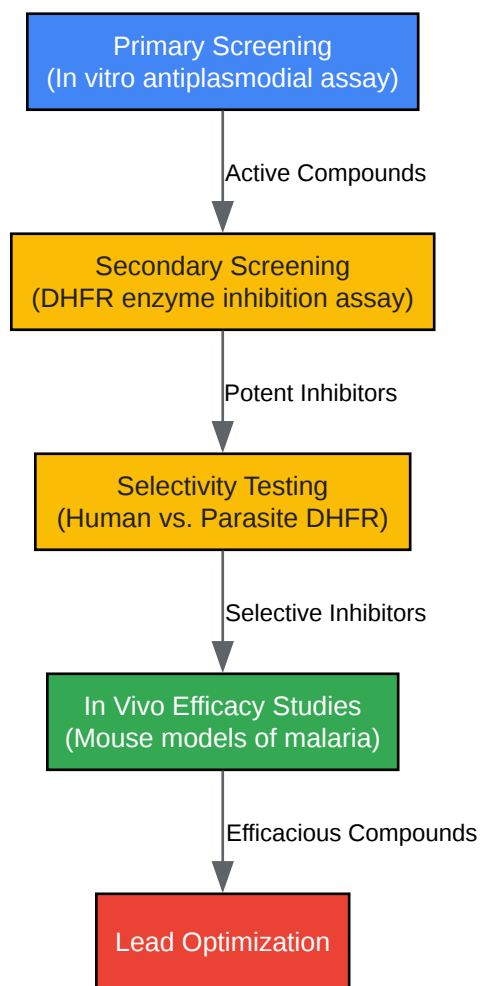 Primary Screening
(In vitro antiplasmodial assay)
Active Compounds
Secondary Screening
(DHFR enzyme inhibition assay)
Potent Inhibitors
Selectivity Testing
(Human vs. Parasite DHFR)
Selective Inhibitors
In Vivo Efficacy Studies
(Mouse models of malaria)
Efficacious Compounds
Lead Optimization